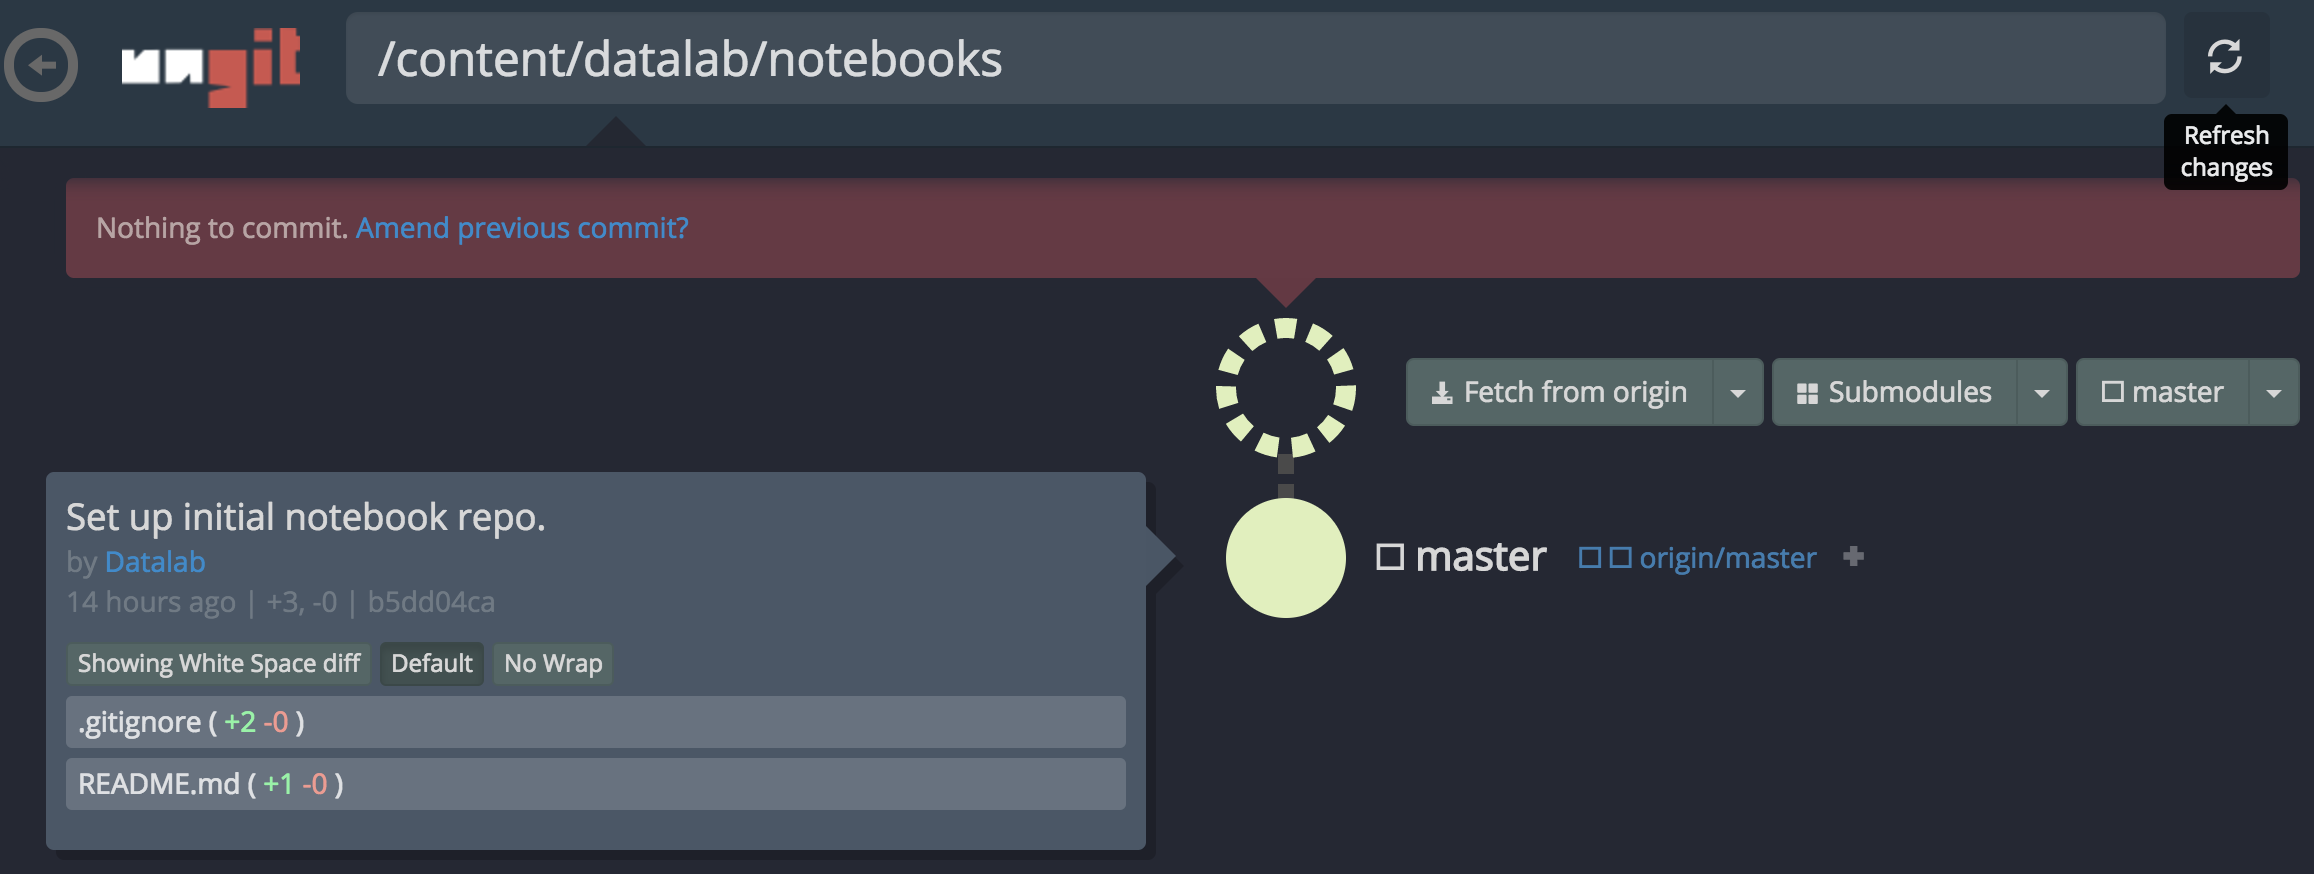 ungit
/content/datalab/notebooks
Refresh
changes
Nothing to commit. Amend previous commit?
Fetch from origin
Submodules
master
Set up initial notebook repo.
by Datalab
14 hours ago | +3, -0 | b5dd04ca
master origin/master
Showing White Space diff Default No Wrap
.gitignore ( +2 -0 )
README.md ( +1 -0 )